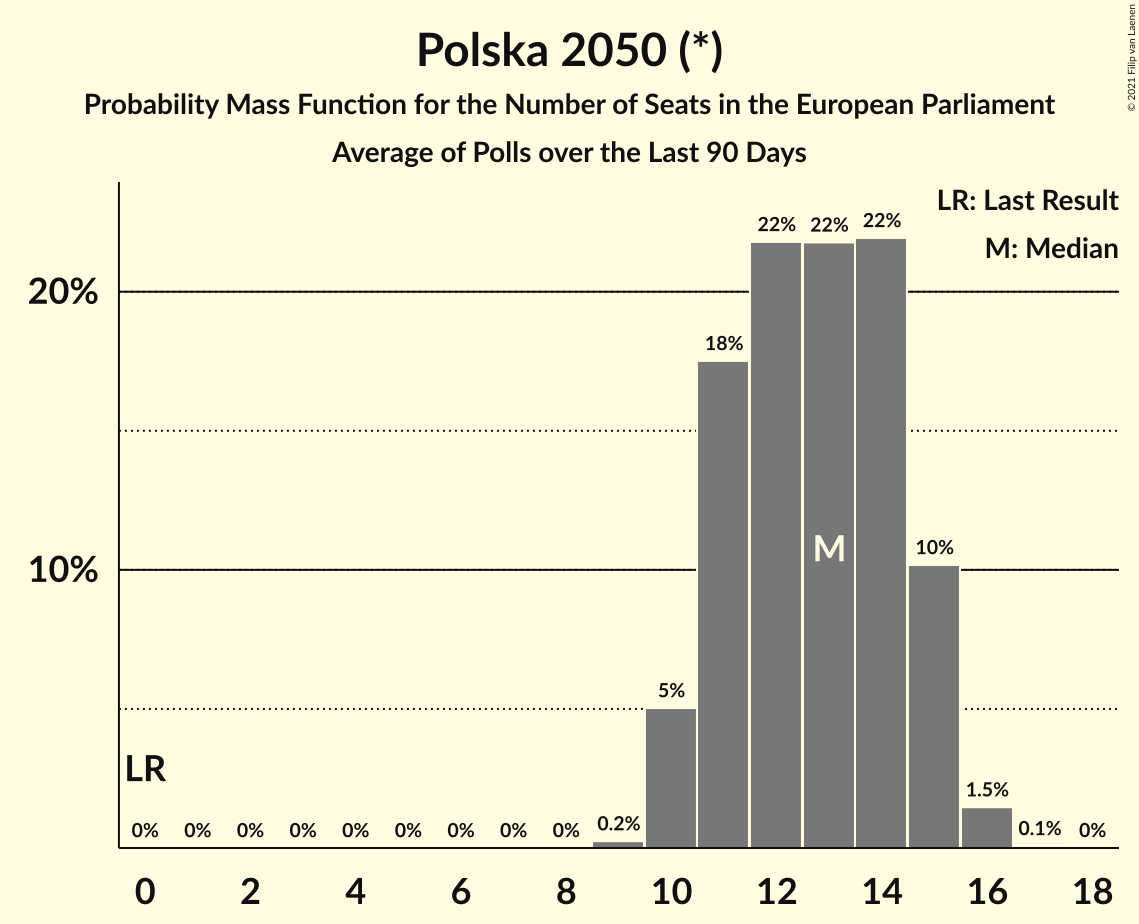 Polska 2050 (*)
Probability Mass Function for the Number of Seats in the European Parliament
Average of Polls over the Last 90 Days
© 2021 Filip van Laenen
LR: Last Result
M: Median
20%
10%
22% 22% 22%
18%
10%
5%
1.5%
0.2%
0.1%
M
LR
0% 0% 0% 0% 0% 0% 0% 0% 0% 0%
0 2 4 6 8 10 12 14 16 18